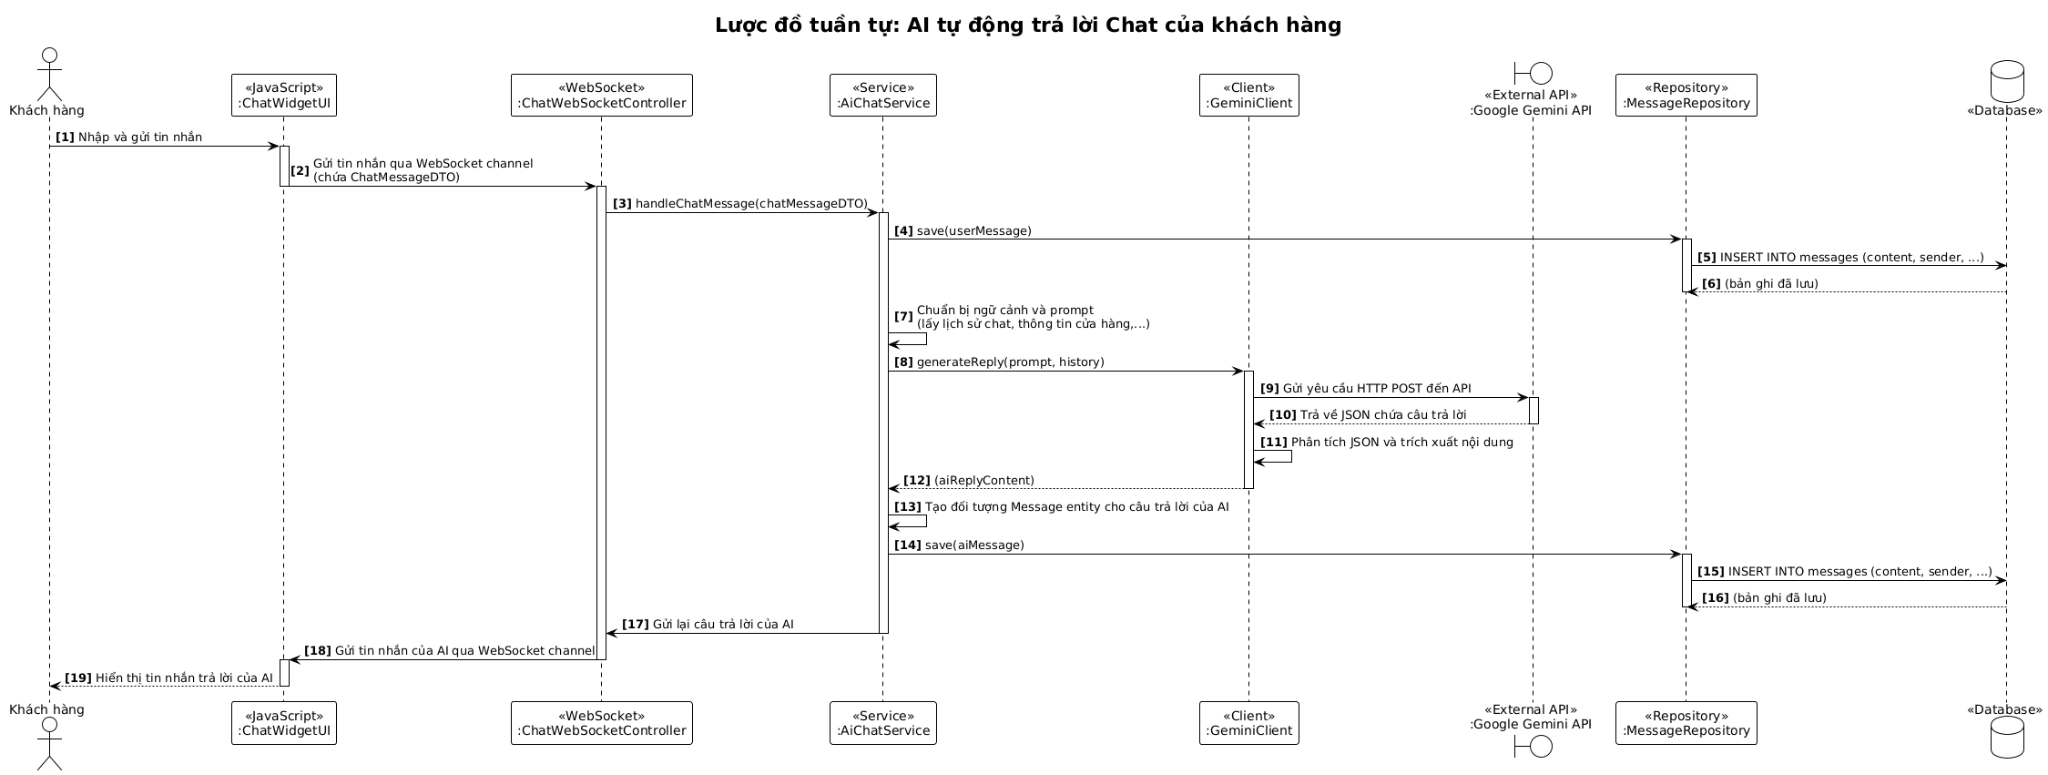 Lược đồ tuần tự: AI tự động trả lời Chat của khách hàng
Khách hàng
«JavaScript»
:ChatWidgetUI
«WebSocket»
:ChatWebSocketController
«Service»
:AiChatService
«Client»
:GeminiClient
«External API»
:Google Gemini API
«Repository»
:MessageRepository
«Database»
[1] Nhập và gửi tin nhắn
[2] Gửi tin nhắn qua WebSocket channel
(chứa ChatMessageDTO)
[3] handleChatMessage(chatMessageDTO)
[4] save(userMessage)
[5] INSERT INTO messages (content, sender, ...)
[6] (bản ghi đã lưu)
[7] Chuẩn bị ngữ cảnh và prompt
(lấy lịch sử chat, thông tin cửa hàng,...)
[8] generateReply(prompt, history)
[9] Gửi yêu cầu HTTP POST đến API
[10] Trả về JSON chứa câu trả lời
[11] Phân tích JSON và trích xuất nội dung
[12] (aiReplyContent)
[13] Tạo đối tượng Message entity cho câu trả lời của AI
[14] save(aiMessage)
[15] INSERT INTO messages (content, sender, ...)
[16] (bản ghi đã lưu)
[17] Gửi lại câu trả lời của AI
[18] Gửi tin nhắn của AI qua WebSocket channel
[19] Hiển thị tin nhắn trả lời của AI
Khách hàng
«JavaScript»
:ChatWidgetUI
«WebSocket»
:ChatWebSocketController
«Service»
:AiChatService
«Client»
:GeminiClient
«External API»
:Google Gemini API
«Repository»
:MessageRepository
«Database»